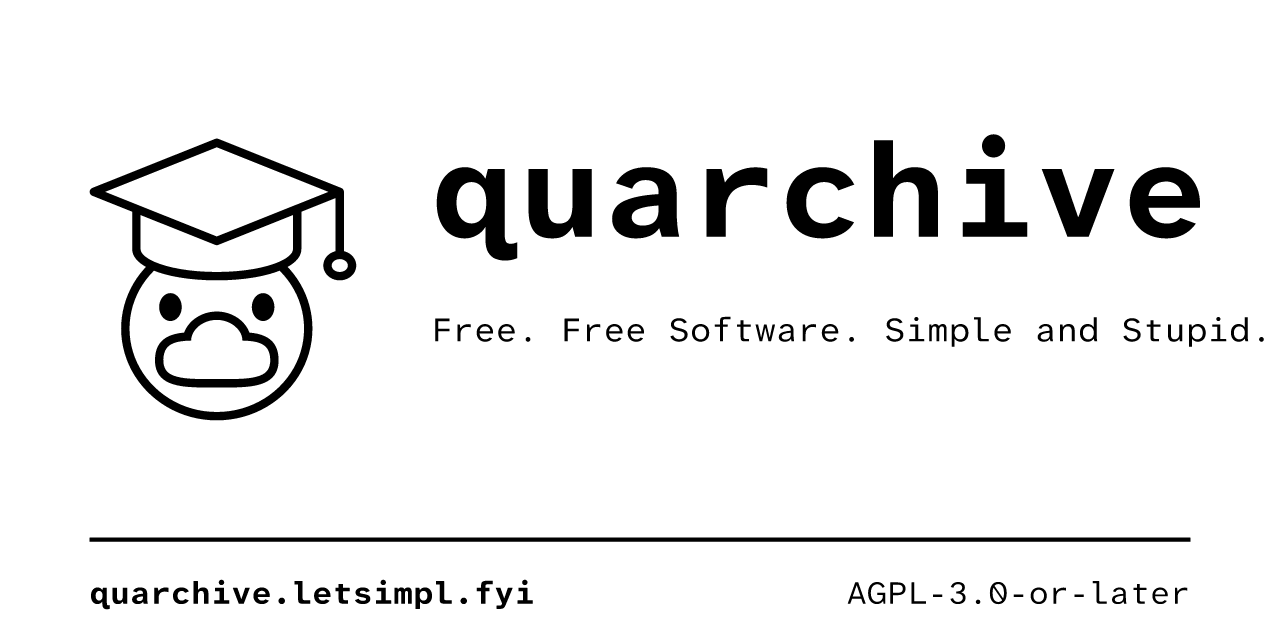 quarchive
Free. Free Software. Simple and Stupid.
quarchive.letsimpl.fyi
AGPL-3.0-or-later